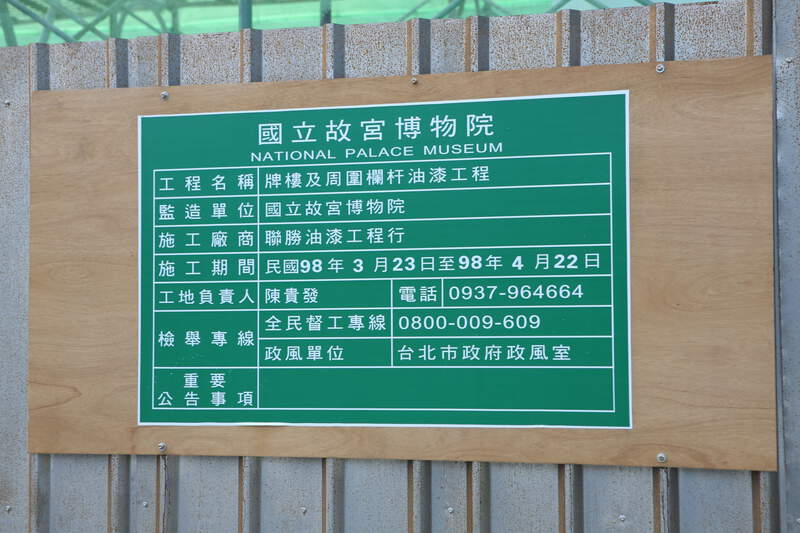 國立故宮博物院
NATIONAL PALACE MUSEUM
工程名稱 牌樓及周圍欄杆油漆工程
監造單位 國立故宮博物院
施工廠商 聯勝油漆工程行
施工期間 民國98年 3 月23日至98年 4 月22日
工地負責人 陳貴發 電話 0937-964664
檢舉專線 全民督工專線 0800-009-609
政風單位 台北市政府政風室
重要
公告事項